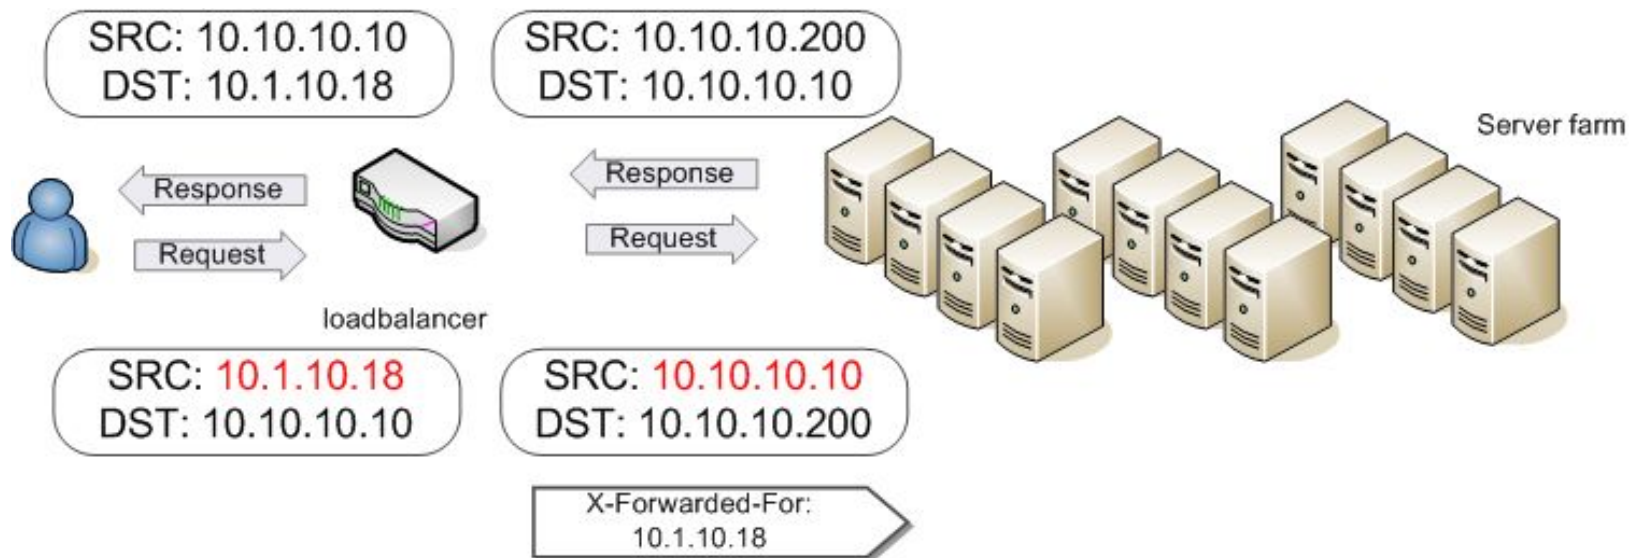 SRC: 10.10.10.10
DST: 10.1.10.18
SRC: 10.10.10.200
DST: 10.10.10.10
Server farm
Response
Response
Request
Request
loadbalancer
SRC: 10.1.10.18
DST: 10.10.10.10
SRC: 10.10.10.10
DST: 10.10.10.200
X-Forwarded-For:
10.1.10.18